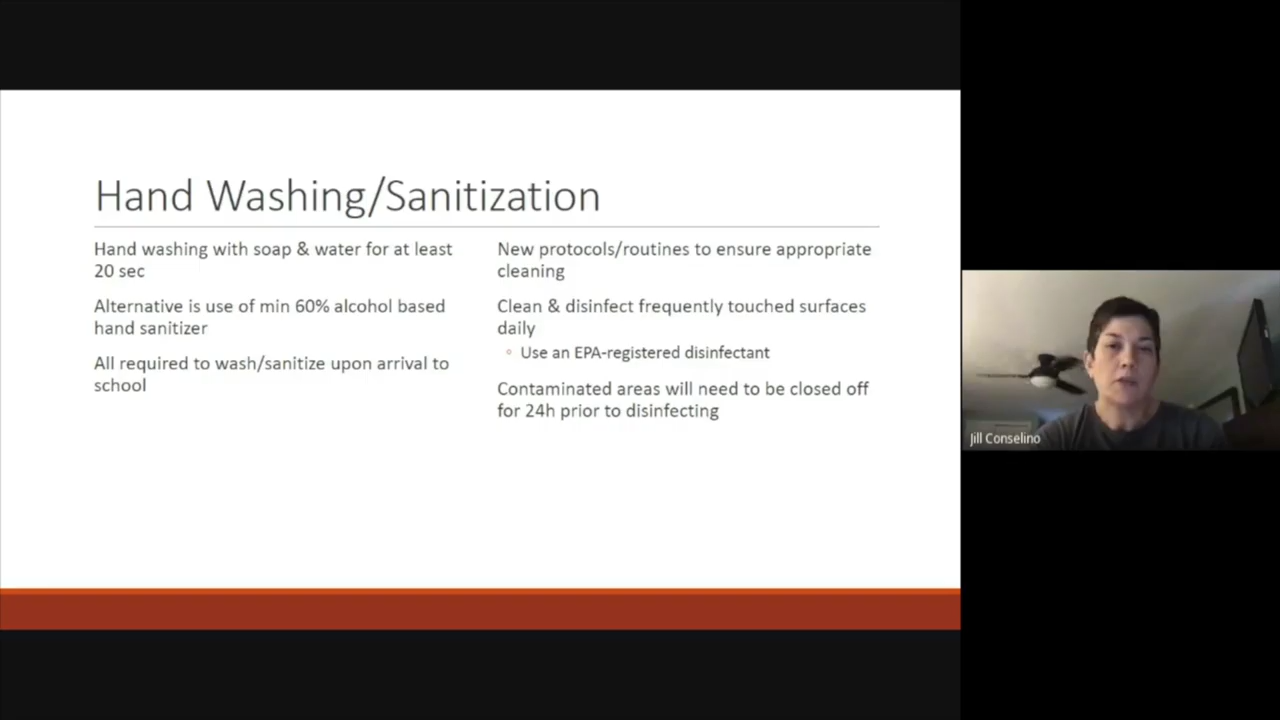 Hand Washing/Sanitization
Hand washing with soap & water for at least
20 sec
Alternative is use of min 60% alcohol based
hand sanitizer
All required to wash/sanitize upon arrival to
school
New protocols/routines to ensure appropriate
cleaning
Clean & disinfect frequently touched surfaces
daily
◦ Use an EPA-registered disinfectant
Contaminated areas will need to be closed off
for 24h prior to disinfecting
Jill Conselino